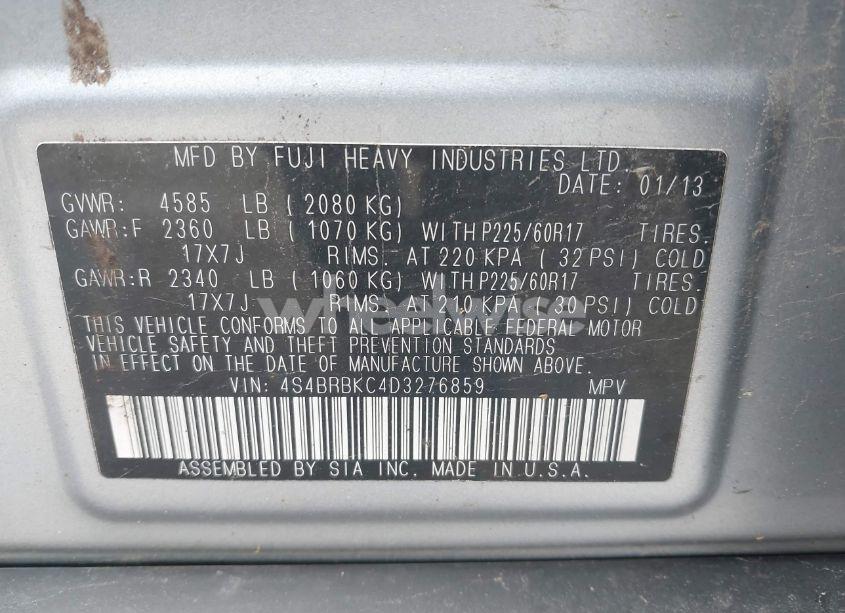 MFD BY FUJI HEAVY INDUSTRIES LTD.
DATE: 01/13
GVWR: 4585 LB ( 2080 KG)
GAWR:F 2360 LB ( 1070 KG) WITH P225/60R17 TIRES.
17X7J RIMS. AT 220 KPA ( 32 PSI) COLD
GAWR:R 2340 LB ( 1060 KG) WITH P225/60R17 TIRES.
17X7J RIMS. AT 210 KPA ( 30 PSI) COLD
wheelwise
THIS VEHICLE CONFORMS TO ALL APPLICABLE FEDERAL MOTOR
VEHICLE SAFETY AND THEFT PREVENTION STANDARDS
IN EFFECT ON THE DATE OF MANUFACTURE SHOWN ABOVE.
VIN: 4S4BRBKC4D3276859 MPV
ASSEMBLED BY SIA INC. MADE IN U.S.A.